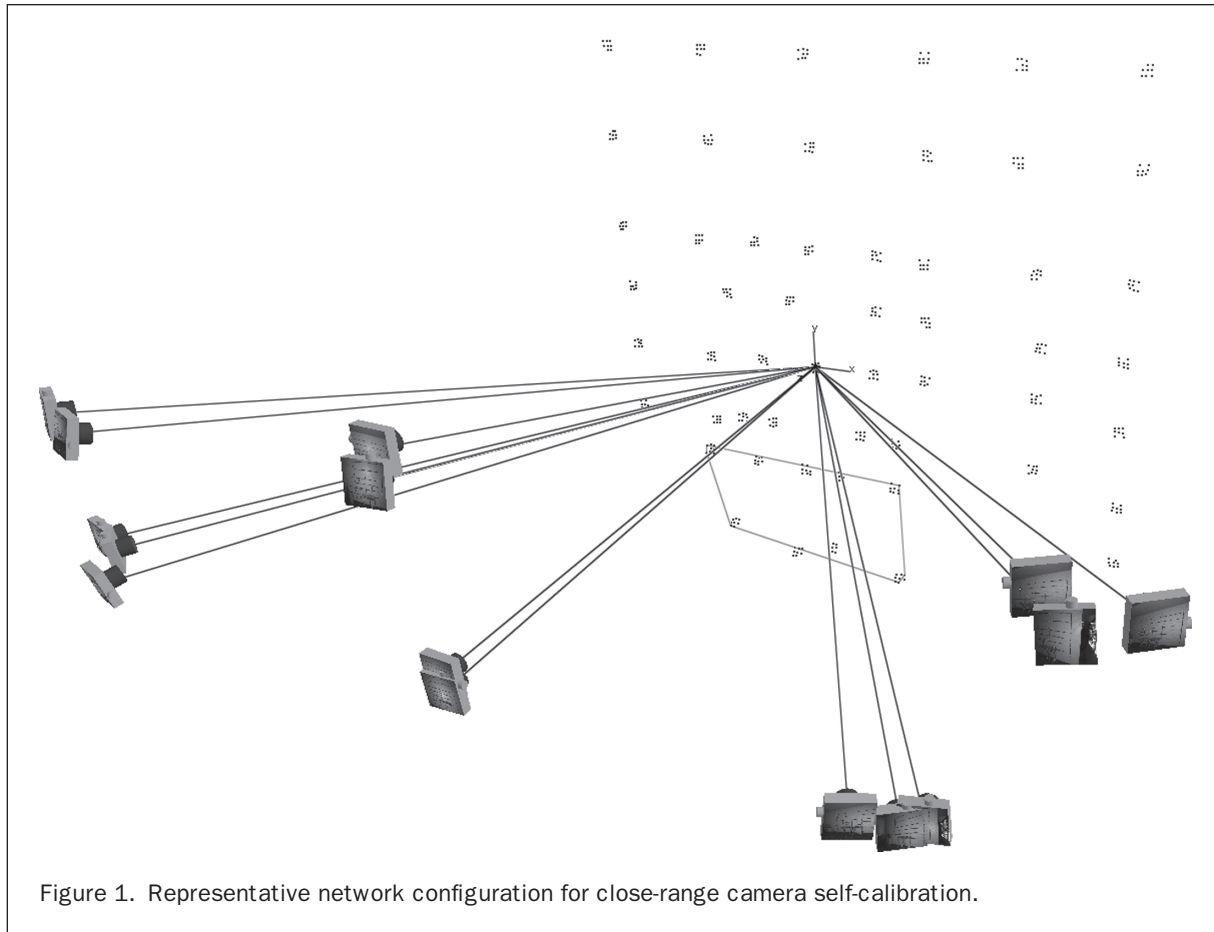 y
x
z
Figure 1. Representative network configuration for close-range camera self-calibration.